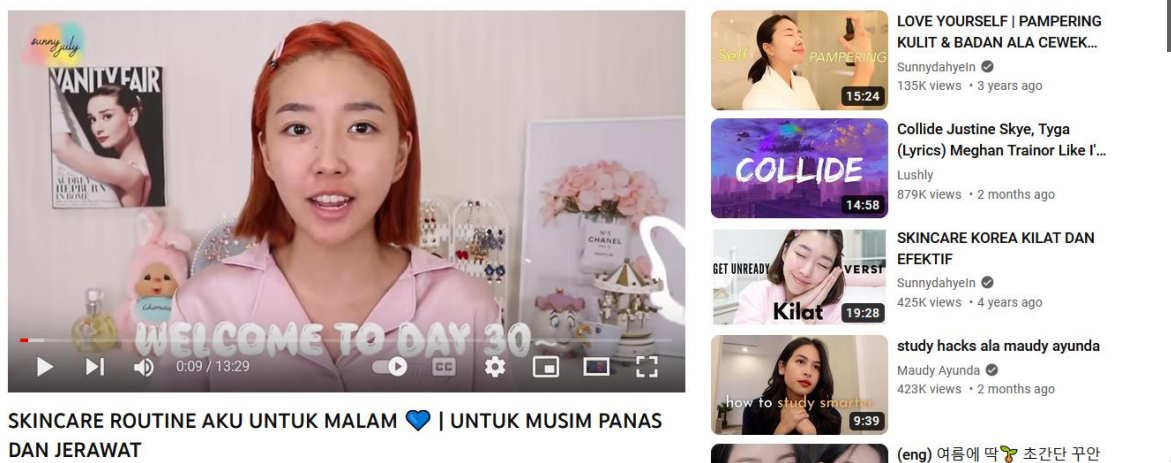 sunny july
VANITY FAIR
AUDREY
HEPBURN
IN ROME
N°5
CHANEL
PARFUM
WELCOME TO DAY 30~
0:09 / 13:29
CC
SKINCARE ROUTINE AKU UNTUK MALAM 💙 | UNTUK MUSIM PANAS
DAN JERAWAT
Self PAMPERING
15:24
LOVE YOURSELF | PAMPERING
KULIT & BADAN ALA CEWEK...
SunnydahyeIn
135K views • 3 years ago
COLLIDE
14:58
Collide Justine Skye, Tyga
(Lyrics) Meghan Trainor Like I'...
Lushly
879K views • 2 months ago
GET UNREADY VERSI
Kilat
19:28
SKINCARE KOREA KILAT DAN
EFEKTIF
SunnydahyeIn
425K views • 4 years ago
how to study smarter
9:39
study hacks ala maudy ayunda
Maudy Ayunda
423K views • 2 months ago
(eng) 여름에 딱🌱 초간단 꾸안